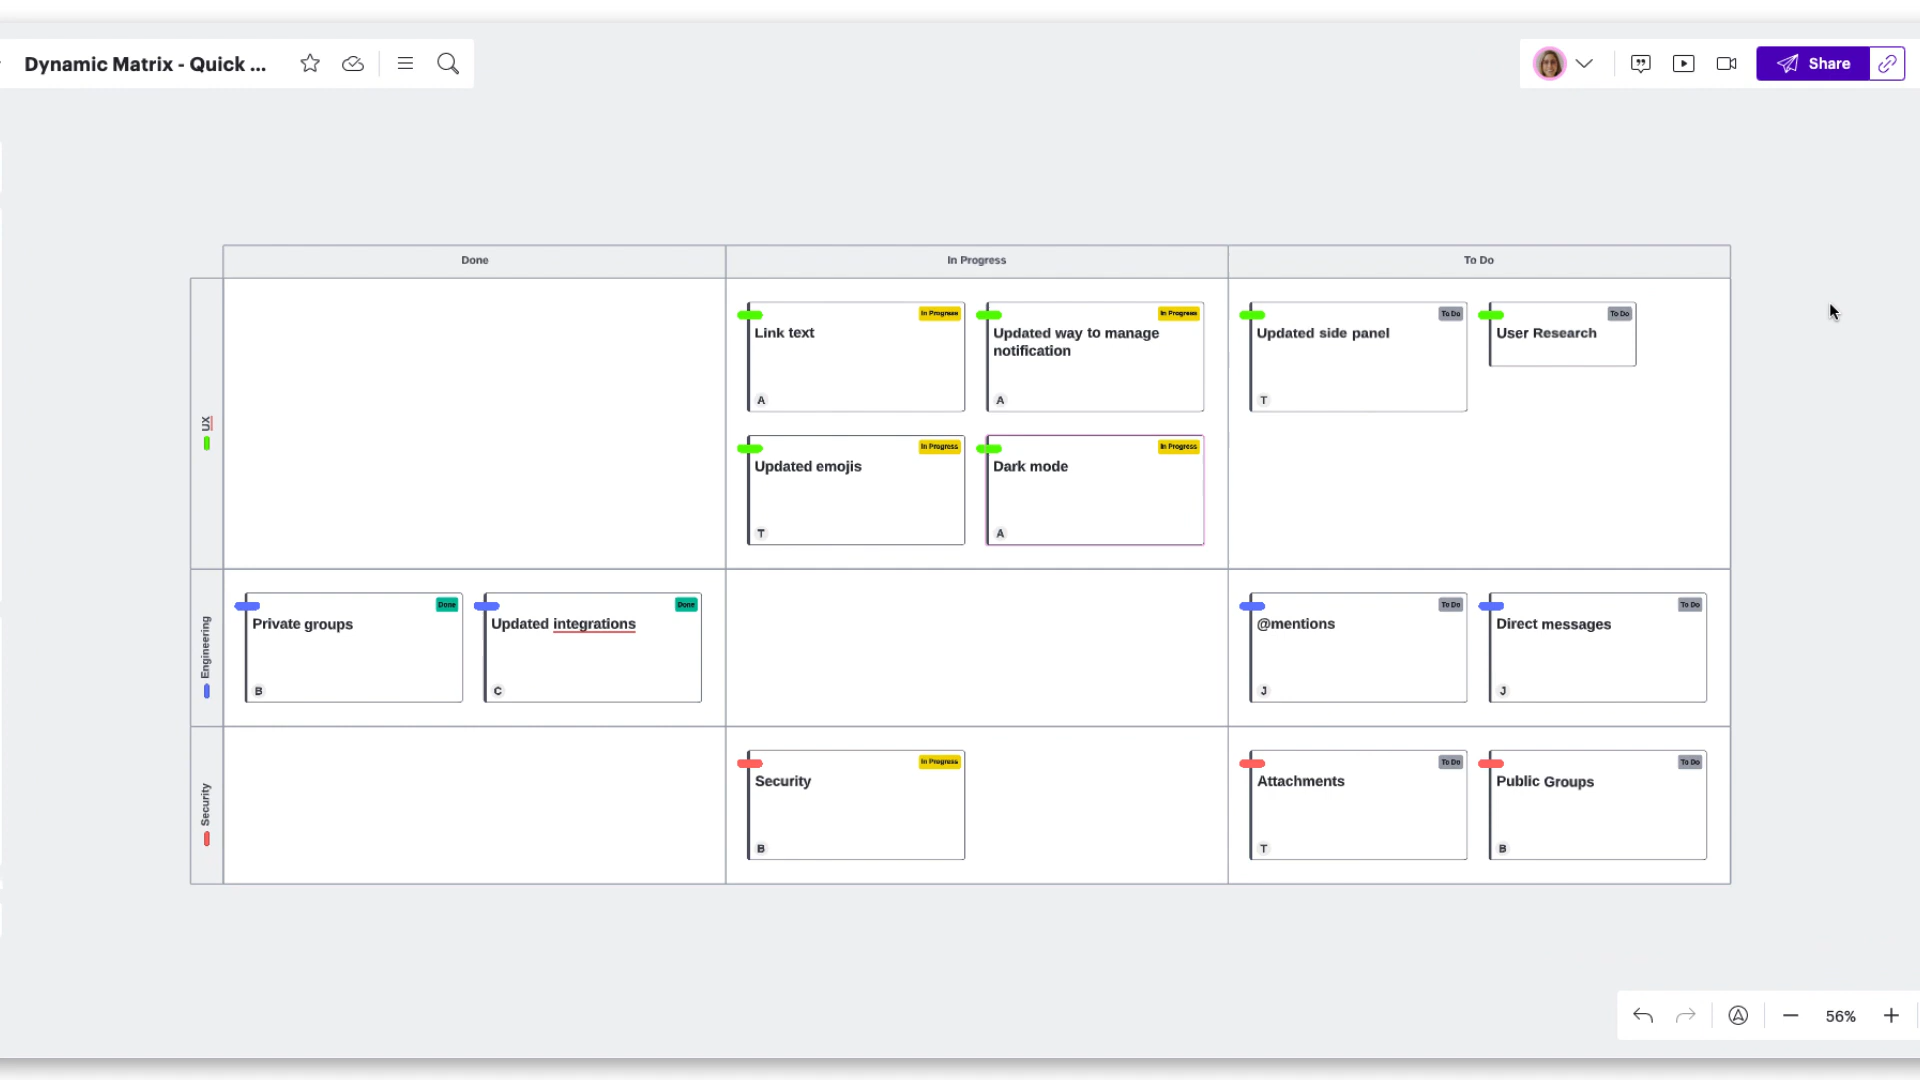 Dynamic Matrix - Quick ...
Share
Done
In Progress
To Do
UX
In Progress
Link text
A
In Progress
Updated way to manage
notification
A
In Progress
Updated emojis
T
In Progress
Dark mode
A
To Do
Updated side panel
T
To Do
User Research
Engineering
Done
Private groups
B
Done
Updated integrations
C
To Do
@mentions
J
To Do
Direct messages
J
Security
In Progress
Security
B
To Do
Attachments
T
To Do
Public Groups
B
56%